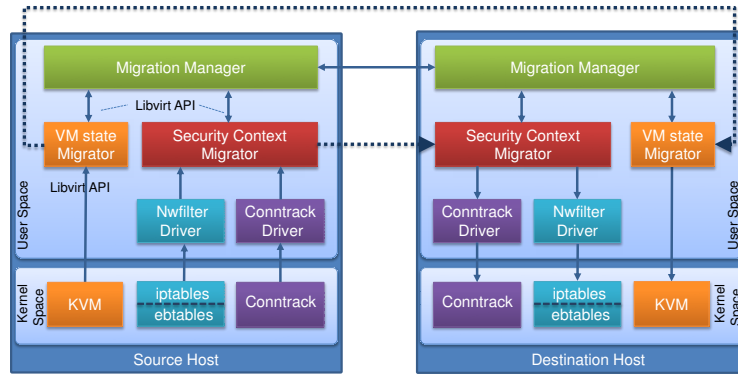 Migration Manager
Libvirt API
VM state
Migrator
Security Context
Migrator
Libvirt API
Nwfilter
Driver
Conntrack
Driver
User Space
KVM
iptables
ebtables
Conntrack
Kernel
Space
Source Host
Migration Manager
Security Context
Migrator
VM state
Migrator
Conntrack
Driver
Nwfilter
Driver
User Space
Conntrack
iptables
ebtables
KVM
Kernel
Space
Destination Host